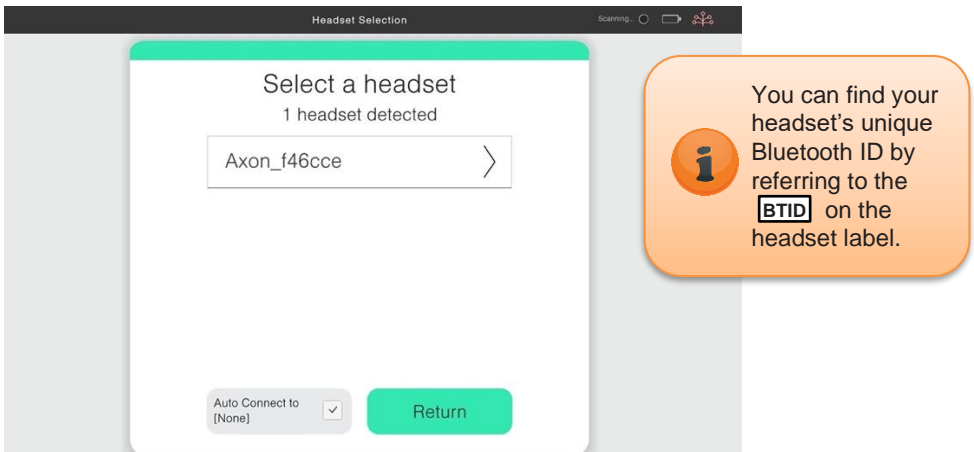 Headset Selection
Scanning..
Select a headset
1 headset detected
Axon_f46cce
Auto Connect to
[None]
Return
You can find your
headset’s unique
Bluetooth ID by
referring to the
BTID on the
headset label.